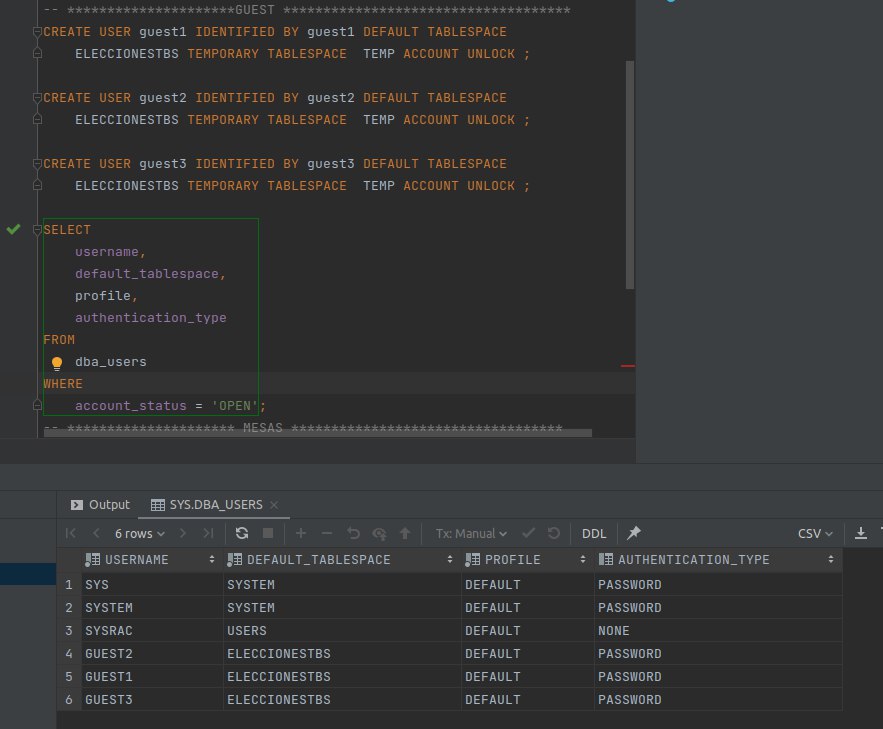 -- *********************GUEST ************************************
CREATE USER guest1 IDENTIFIED BY guest1 DEFAULT TABLESPACE
ELECCIONESTBS TEMPORARY TABLESPACE  TEMP ACCOUNT UNLOCK ;
CREATE USER guest2 IDENTIFIED BY guest2 DEFAULT TABLESPACE
ELECCIONESTBS TEMPORARY TABLESPACE  TEMP ACCOUNT UNLOCK ;
CREATE USER guest3 IDENTIFIED BY guest3 DEFAULT TABLESPACE
ELECCIONESTBS TEMPORARY TABLESPACE  TEMP ACCOUNT UNLOCK ;
SELECT
username,
default_tablespace,
profile,
authentication_type
FROM
dba_users
WHERE
account_status = 'OPEN';
-- ********************* MESAS **********************************
Output SYS.DBA_USERS
6 rows Tx: Manual DDL CSV
USERNAME DEFAULT_TABLESPACE PROFILE AUTHENTICATION_TYPE
1 SYS SYSTEM DEFAULT PASSWORD
2 SYSTEM SYSTEM DEFAULT PASSWORD
3 SYSRAC USERS DEFAULT NONE
4 GUEST2 ELECCIONESTBS DEFAULT PASSWORD
5 GUEST1 ELECCIONESTBS DEFAULT PASSWORD
6 GUEST3 ELECCIONESTBS DEFAULT PASSWORD